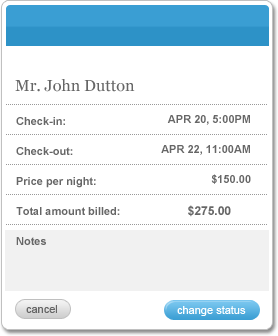 Mr. John Dutton
Check-in: APR 20, 5:00PM
Check-out: APR 22, 11:00AM
Price per night: $150.00
Total amount billed: $275.00
Notes
cancel change status